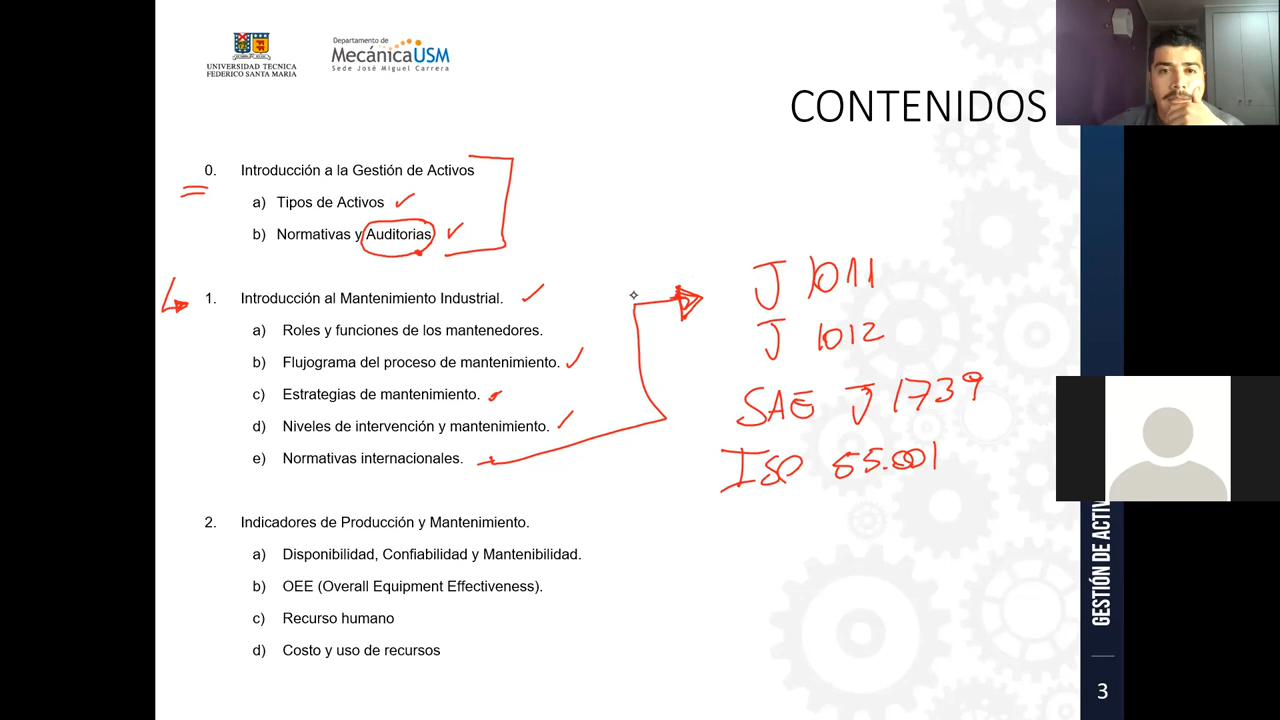 UNIVERSIDAD TECNICA
FEDERICO SANTA MARIA
Departamento de
MecánicaUSM
Sede José Miguel Carrera
CONTENIDOS
0. Introducción a la Gestión de Activos
a) Tipos de Activos
b) Normativas y Auditorias
1. Introducción al Mantenimiento Industrial.
a) Roles y funciones de los mantenedores.
b) Flujograma del proceso de mantenimiento.
c) Estrategias de mantenimiento.
d) Niveles de intervención y mantenimiento.
e) Normativas internacionales.
2. Indicadores de Producción y Mantenimiento.
a) Disponibilidad, Confiabilidad y Mantenibilidad.
b) OEE (Overall Equipment Effectiveness).
c) Recurso humano
d) Costo y uso de recursos
J 1011
J 1012
SAE J 1739
ISO 55.001
GESTIÓN DE ACTIV
3